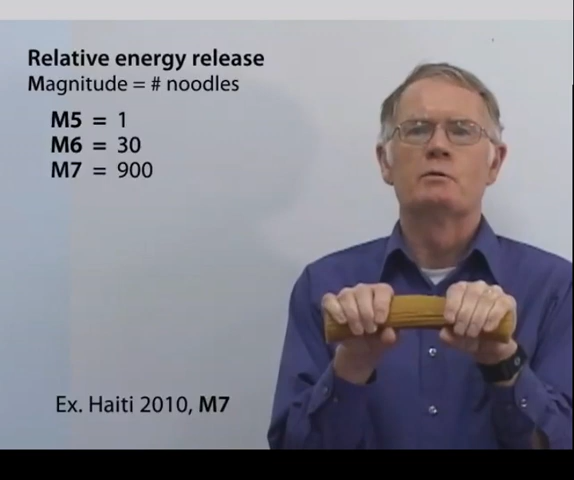 Relative energy release
Magnitude = # noodles
M5 = 1
M6 = 30
M7 = 900
Ex. Haiti 2010, M7